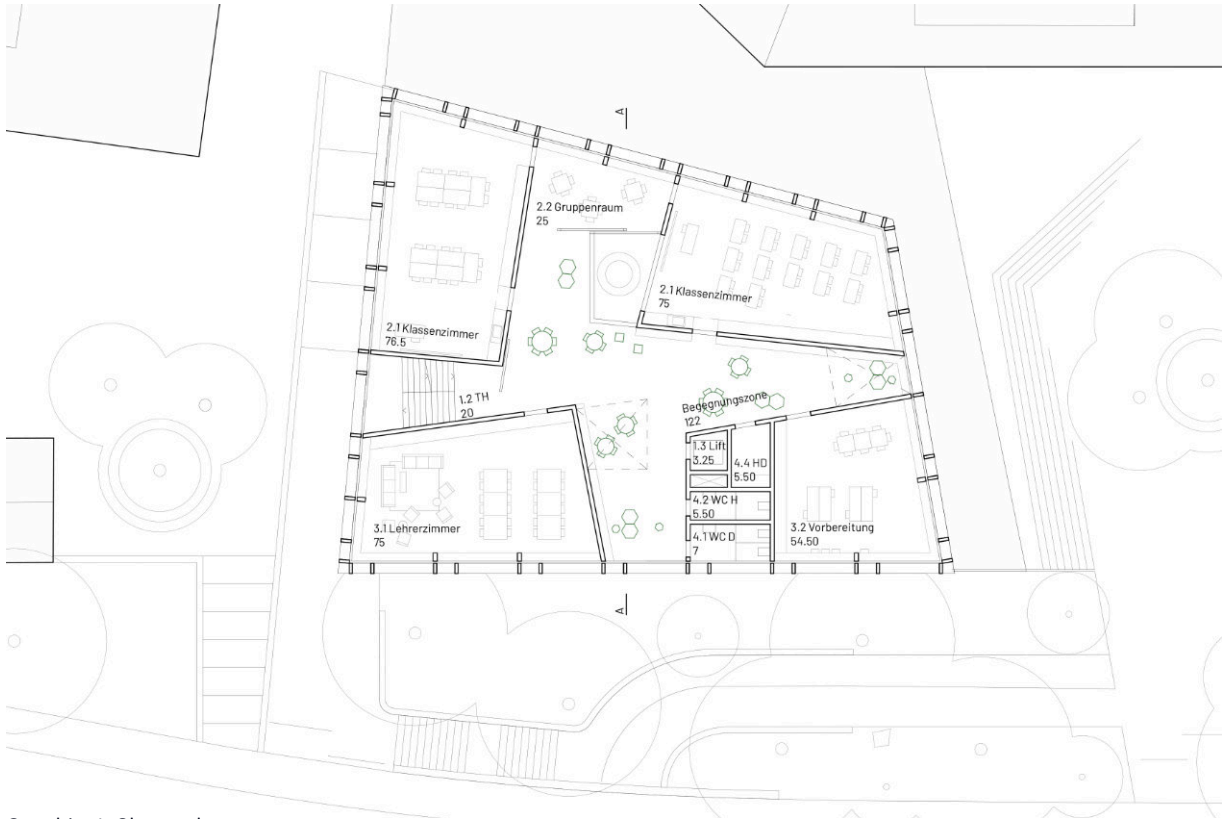 A
2.2 Gruppenraum
25
2.1 Klassenzimmer
75
2.1 Klassenzimmer
76.5
1.2 TH
20
Begegnungszone
122
1.3 Lift
3.25
4.4 HD
5.50
4.2 WC H
5.50
3.1 Lehrerzimmer
75
3.2 Vorbereitung
54.50
4.1 WC D
7
A